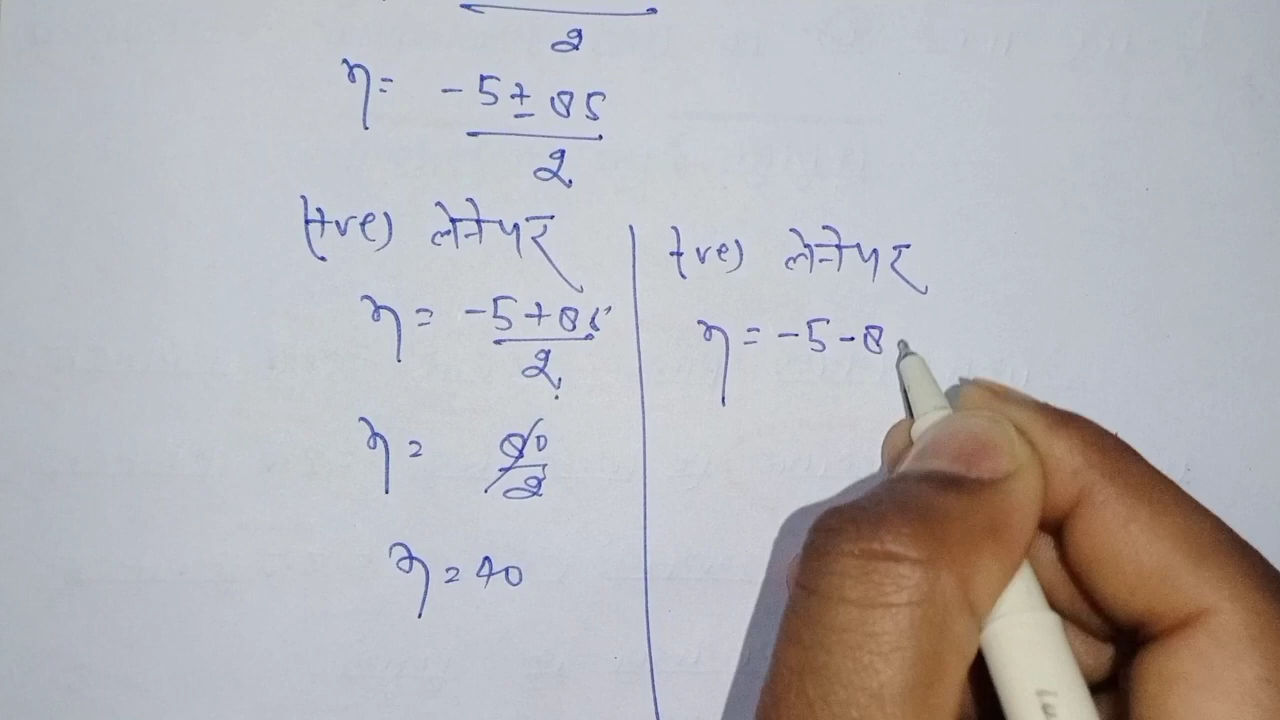 2
η = -5 ± 85
2
(+ve) लेने पर
η = -5 + 85
2
η = 80
2
η = 40
+ve) लेने पर
η = -5 - 8